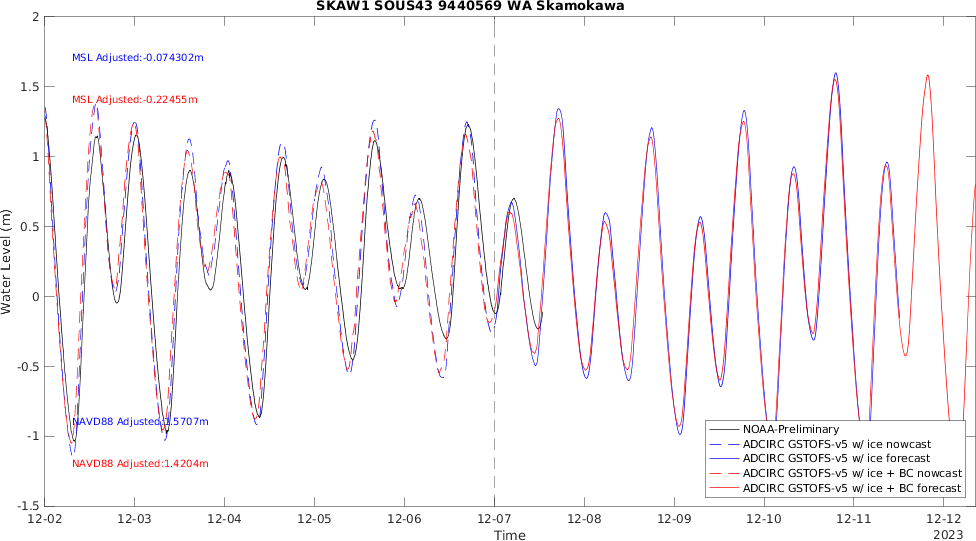 SKAW1 SOUS43 9440569 WA Skamokawa
2
1.5
1
0.5
0
-0.5
-1
-1.5
Water Level (m)
MSL Adjusted:-0.074302m
MSL Adjusted:-0.22455m
NAVD88 Adjusted:1.5707m
NAVD88 Adjusted:1.4204m
NOAA-Preliminary
ADCIRC GSTOFS-v5 w/ ice nowcast
ADCIRC GSTOFS-v5 w/ ice forecast
ADCIRC GSTOFS-v5 w/ ice + BC nowcast
ADCIRC GSTOFS-v5 w/ ice + BC forecast
12-02 12-03 12-04 12-05 12-06 12-07 12-08 12-09 12-10 12-11 12-12
2023
Time